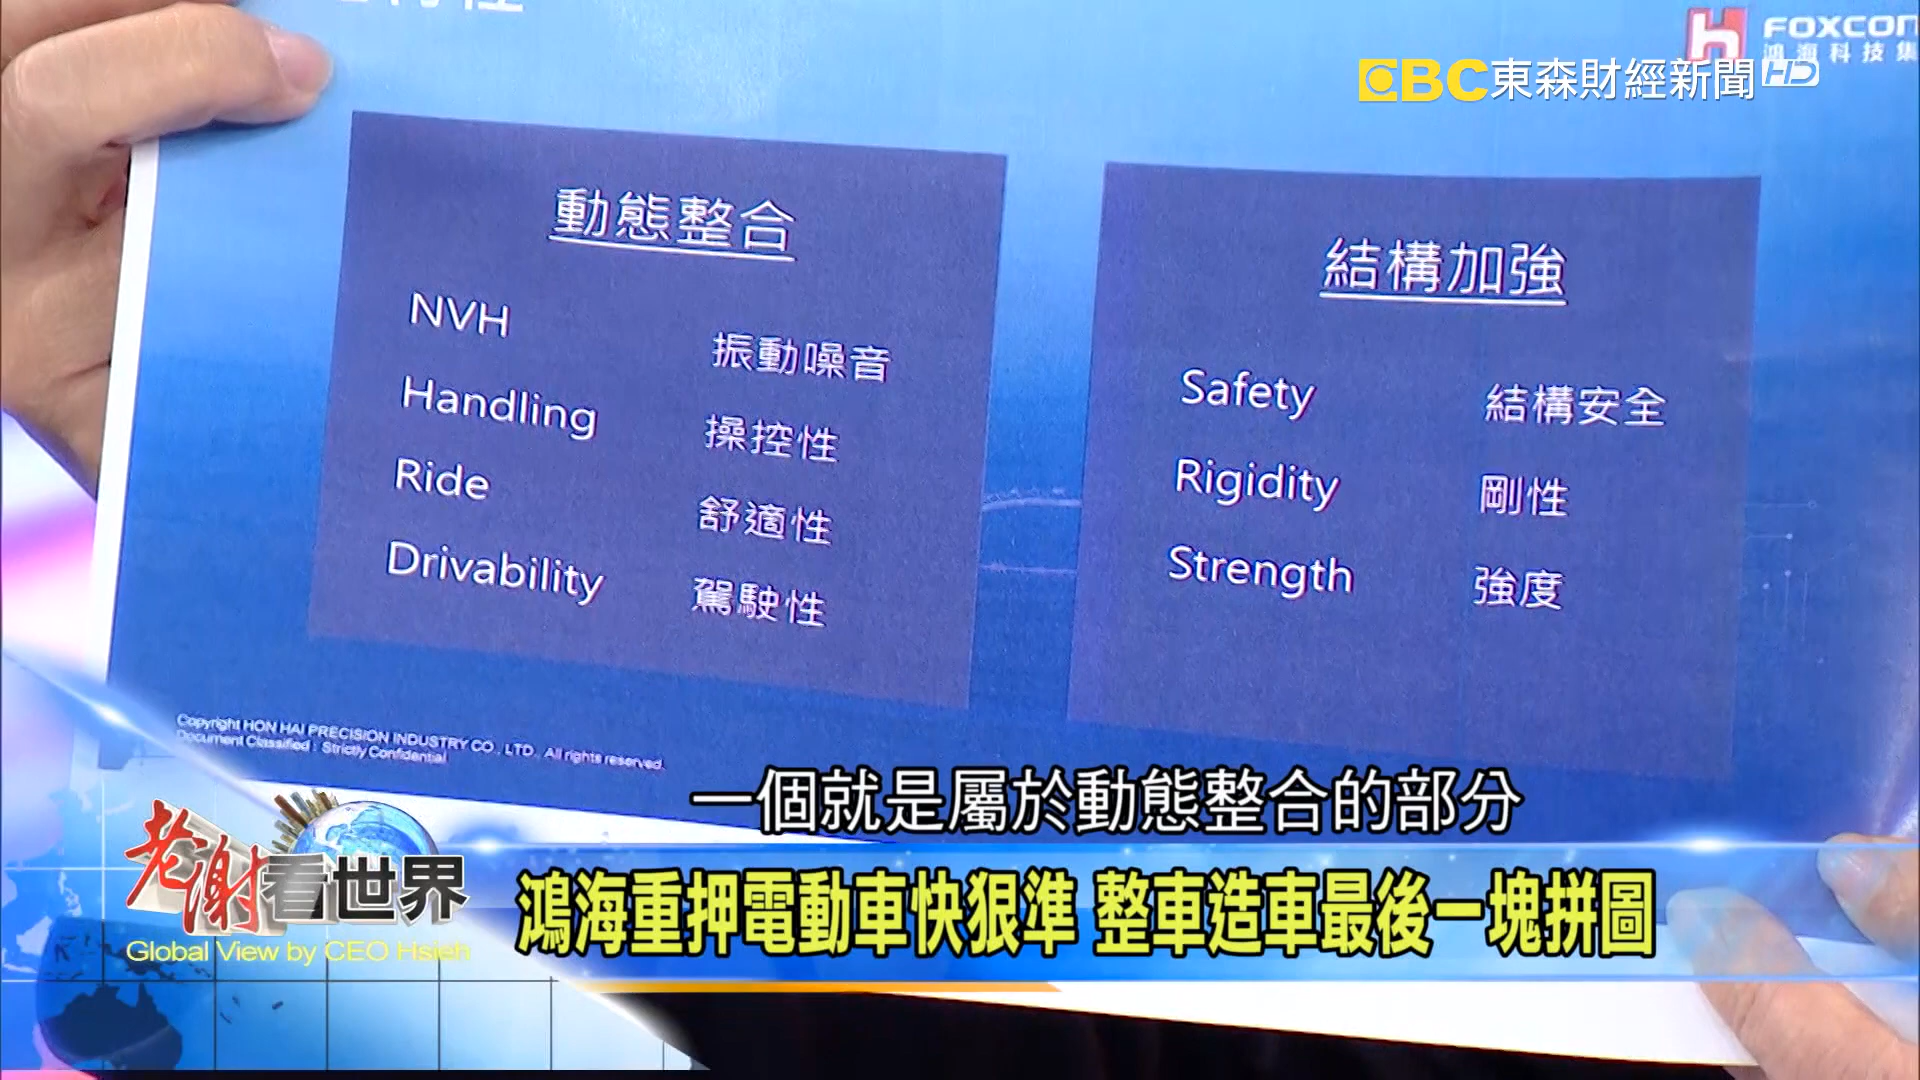 FOXCON
鴻海科技集
EBC東森財經新聞HD
動態整合
NVH 振動噪音
Handling 操控性
Ride 舒適性
Drivability 駕駛性
結構加強
Safety 結構安全
Rigidity 剛性
Strength 強度
Copyright HON HAI PRECISION INDUSTRY CO., LTD. All rights reserved.
Document Classified : Strictly Confidential
一個就是屬於動態整合的部分
老謝看世界
Global View by CEO Hsieh
鴻海重押電動車快狠準 整車造車最後一塊拼圖